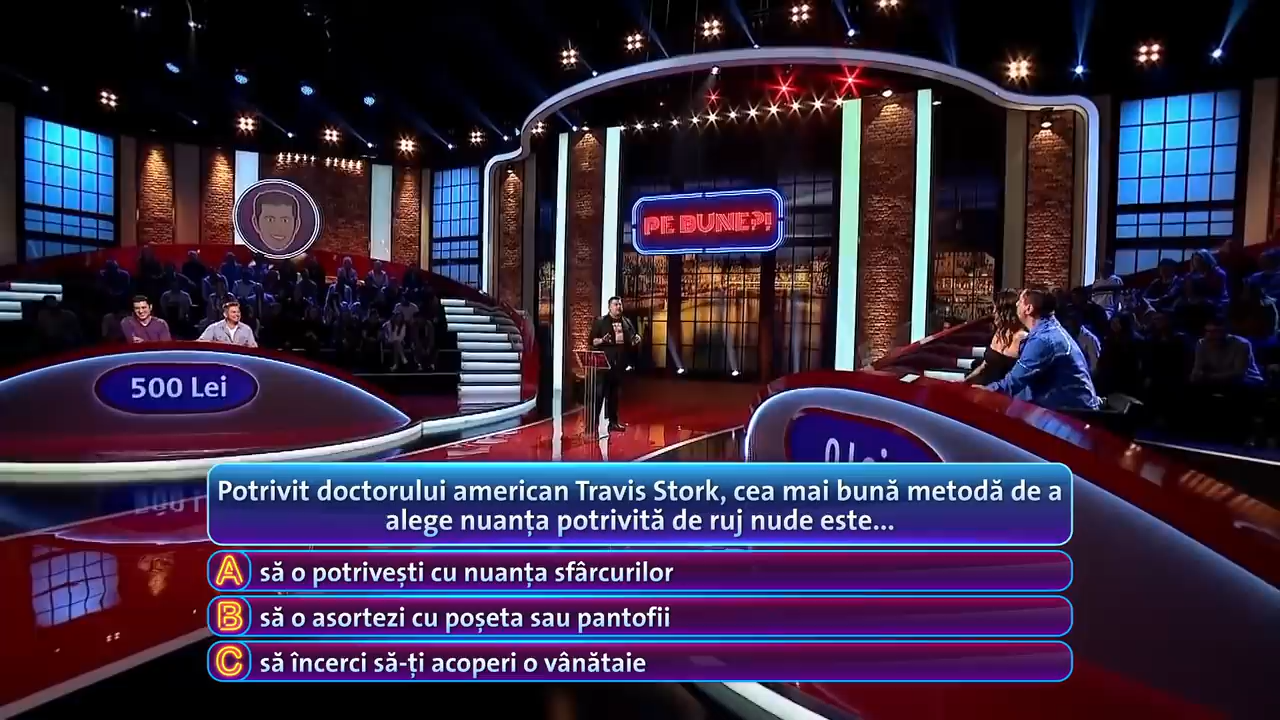 PE BUNE?!
500 Lei
0 Lei
Potrivit doctorului american Travis Stork, cea mai bună metodă de a
alege nuanța potrivită de ruj nude este...
A să o potrivești cu nuanța sfârcurilor
B să o asortezi cu poșeta sau pantofii
C să încerci să-ți acoperi o vânătaie